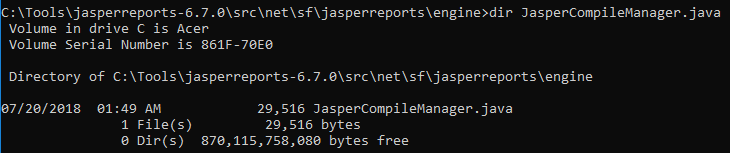 C:\Tools\jasperreports-6.7.0\src\net\sf\jasperreports\engine>dir JasperCompileManager.java
 Volume in drive C is Acer
 Volume Serial Number is 861F-70E0
 Directory of C:\Tools\jasperreports-6.7.0\src\net\sf\jasperreports\engine
07/20/2018  01:49 AM            29,516 JasperCompileManager.java
               1 File(s)         29,516 bytes
               0 Dir(s)  870,115,758,080 bytes free